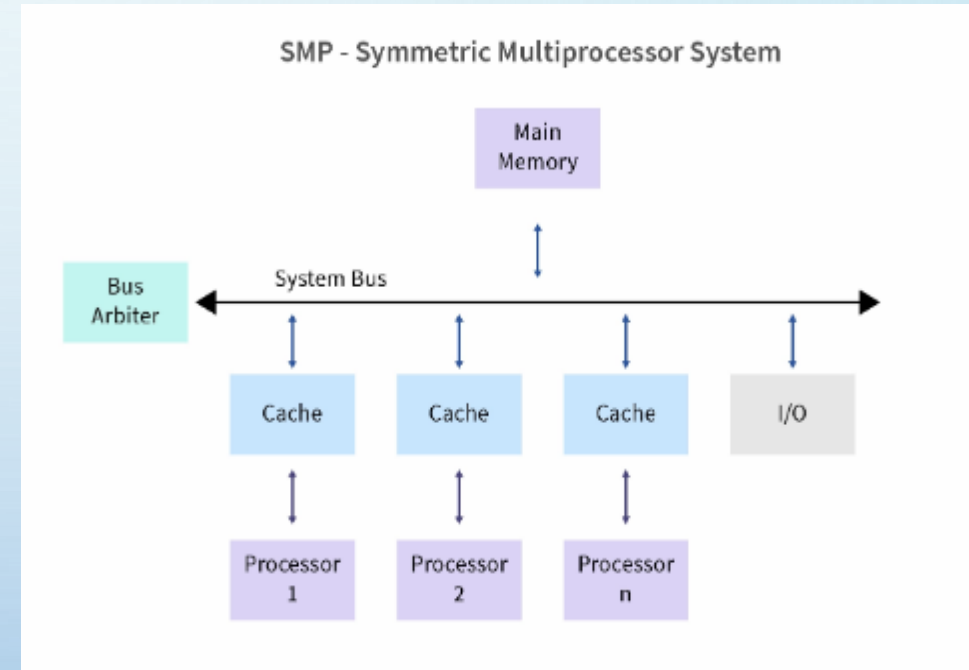 SMP - Symmetric Multiprocessor System
Main
Memory
System Bus
Bus
Arbiter
Cache
Cache
Cache
I/O
Processor
1
Processor
2
Processor
n